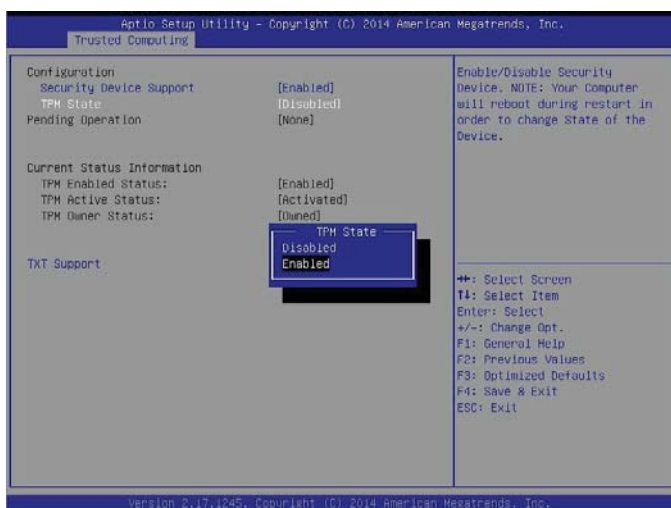 Aptio Setup Utility - Copyright (C) 2014 American Megatrends, Inc.
Trusted Computing
Configuration
Security Device Support [Enabled]
TPM State [Disabled]
Pending Operation [None]
Current Status Information
TPM Enabled Status: [Enabled]
TPM Active Status: [Activated]
TPM Owner Status: [Owned]
TXT Support
TPM State
Disabled
Enabled
Enable/Disable Security
Device. NOTE: Your Computer
will reboot during restart in
order to change State of the
Device.
→←: Select Screen
↑↓: Select Item
Enter: Select
+/-: Change Opt.
F1: General Help
F2: Previous Values
F3: Optimized Defaults
F4: Save & Exit
ESC: Exit
Version 2.17.1245. Copyright (C) 2014 American Megatrends, Inc.